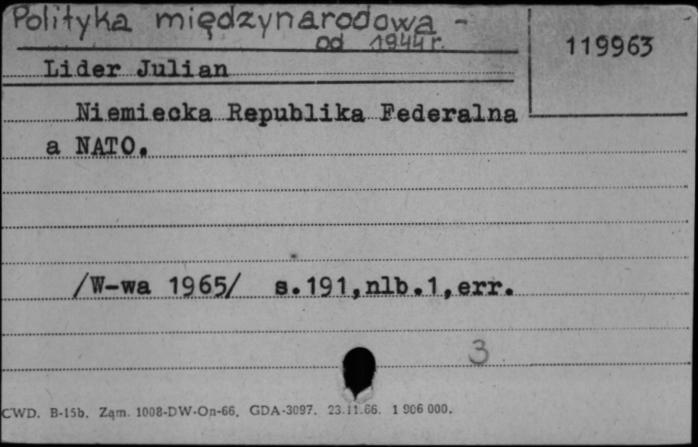 Polityka międzynarodowa -
od 1944 r.
119963
Lider Julian
Niemiecka Republika Federalna
a NATO.
/W-wa 1965/ s.191,nlb.1,err.
3
CWD. B-15b. Ząm. 1008-DW-On-66. GDA-3097. 23.11.66. 1 906 000.